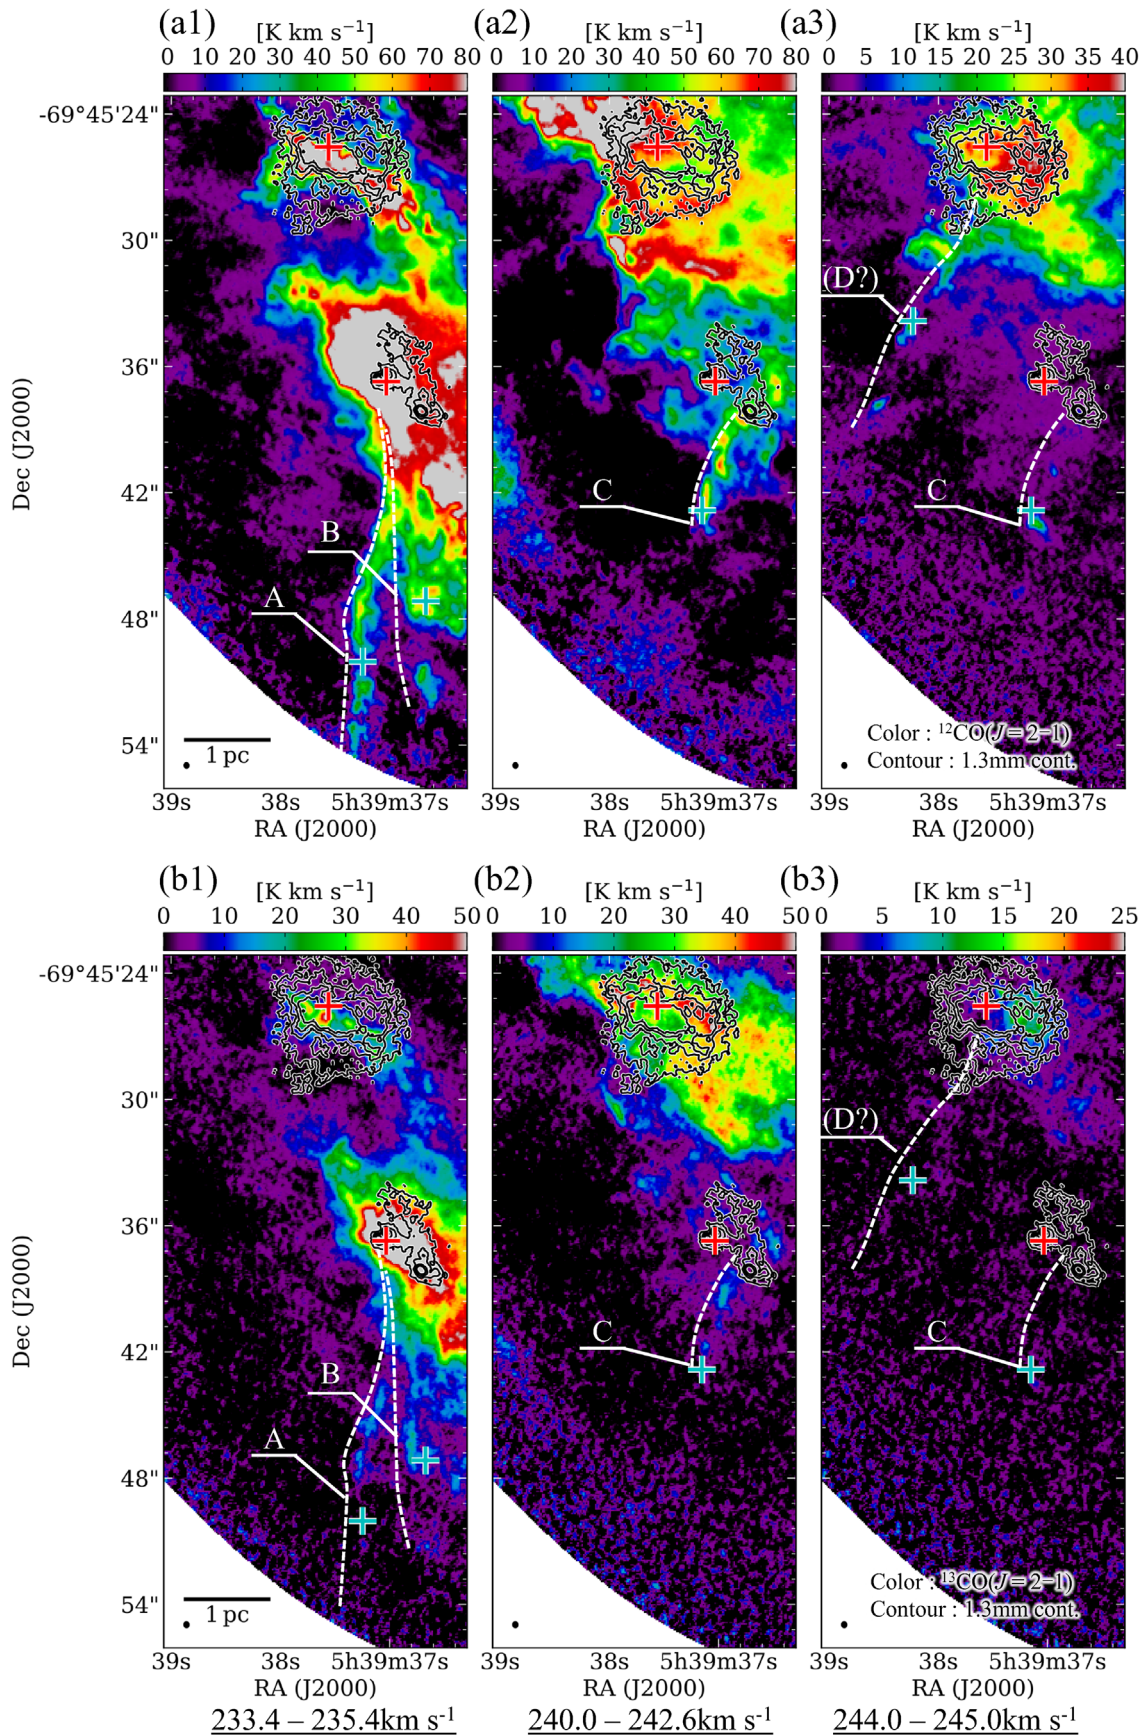 (a1) (a2) (a3)
[K km s⁻¹] [K km s⁻¹] [K km s⁻¹]
0 10 20 30 40 50 60 70 80 0 10 20 30 40 50 60 70 80 0 5 10 15 20 25 30 35 40
-69°45'24"
30"
(D?)
36"
Dec (J2000)
42"
C C
B
A
48"
Color : ¹²CO(J=2−1)
54"
1 pc
Contour : 1.3mm cont.
39s 38s 5h39m37s 39s 38s 5h39m37s 39s 38s 5h39m37s
RA (J2000) RA (J2000) RA (J2000)
(b1) (b2) (b3)
[K km s⁻¹] [K km s⁻¹] [K km s⁻¹]
0 10 20 30 40 50 0 10 20 30 40 50 0 5 10 15 20 25
-69°45'24"
30"
(D?)
36"
Dec (J2000)
C C
42"
B
A
48"
Color : ¹³CO(J=2−1)
54"
1 pc
Contour : 1.3mm cont.
39s 38s 5h39m37s 39s 38s 5h39m37s 39s 38s 5h39m37s
RA (J2000) RA (J2000) RA (J2000)
233.4 – 235.4km s⁻¹ 240.0 – 242.6km s⁻¹ 244.0 – 245.0km s⁻¹